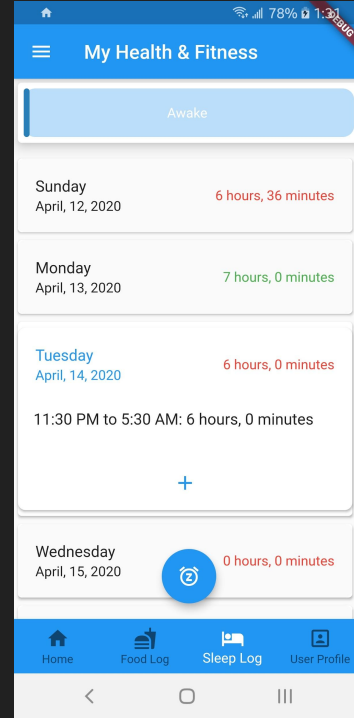 78% 1:31
DEBUG
My Health & Fitness
Awake
Sunday
April, 12, 2020
6 hours, 36 minutes
Monday
April, 13, 2020
7 hours, 0 minutes
Tuesday
April, 14, 2020
6 hours, 0 minutes
11:30 PM to 5:30 AM: 6 hours, 0 minutes
+
Wednesday
April, 15, 2020
0 hours, 0 minutes
Home
Food Log
Sleep Log
User Profile